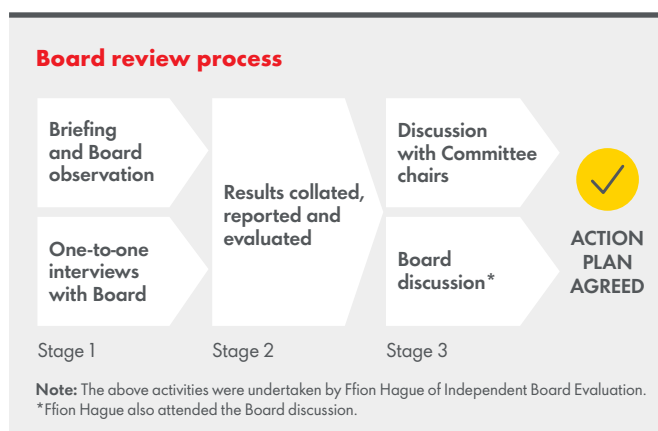 Board review process
Briefing
and Board
observation
One-to-one
interviews
with Board
Results collated,
reported and
evaluated
Discussion
with Committee
chairs
Board
discussion*
ACTION
PLAN
AGREED
Stage 1
Stage 2
Stage 3
Note: The above activities were undertaken by Ffion Hague of Independent Board Evaluation.
*Ffion Hague also attended the Board discussion.